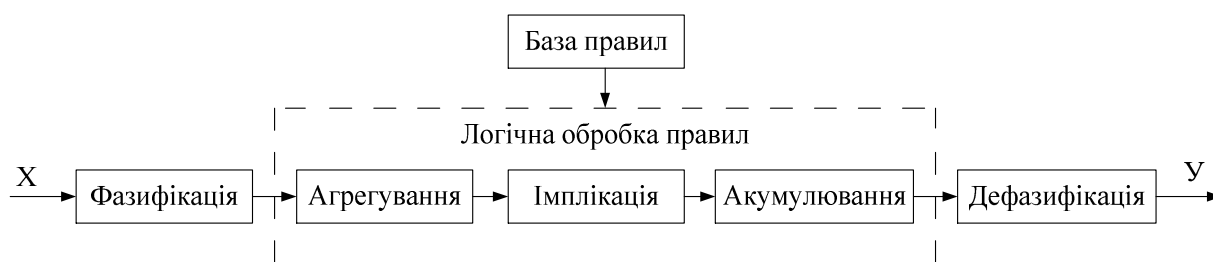 База правил
Логічна обробка правил
Х
Фазифікація
Агрегування
Імплікація
Акумулювання
Дефазифікація
У